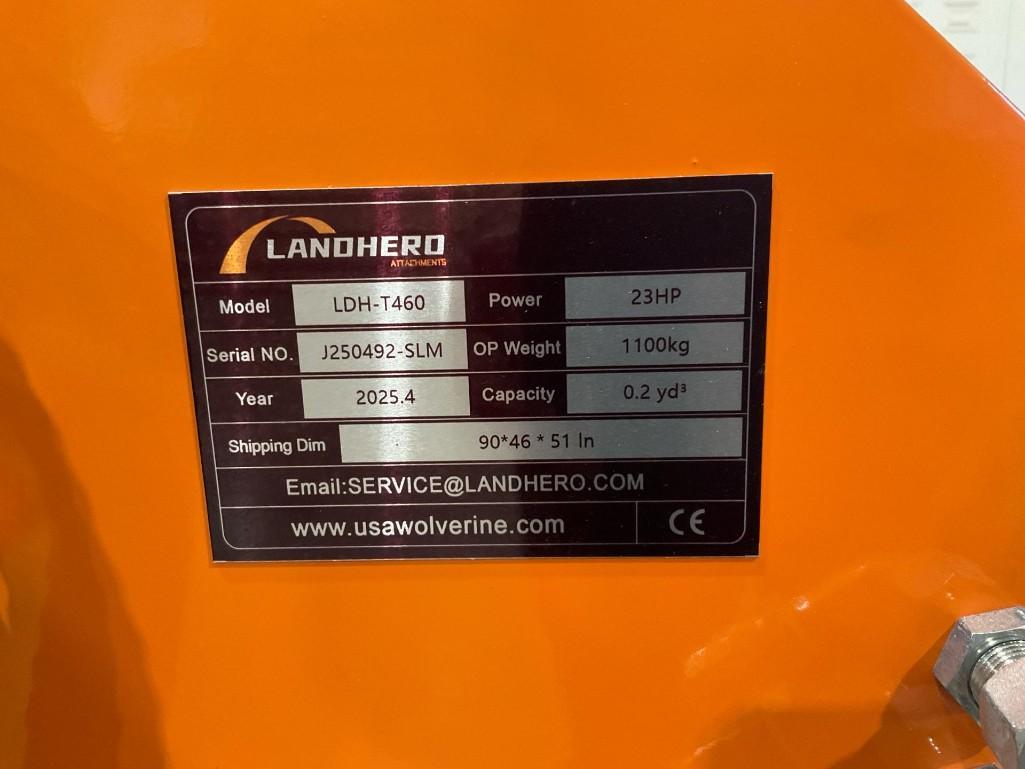 LANDHERO
ATTACHMENTS
Model LDH-T460 Power 23HP
Serial NO. J250492-SLM OP Weight 1100kg
Year 2025.4 Capacity 0.2 yd³
Shipping Dim 90*46 * 51 ln
Email:SERVICE@LANDHERO.COM
www.usawolverine.com CE